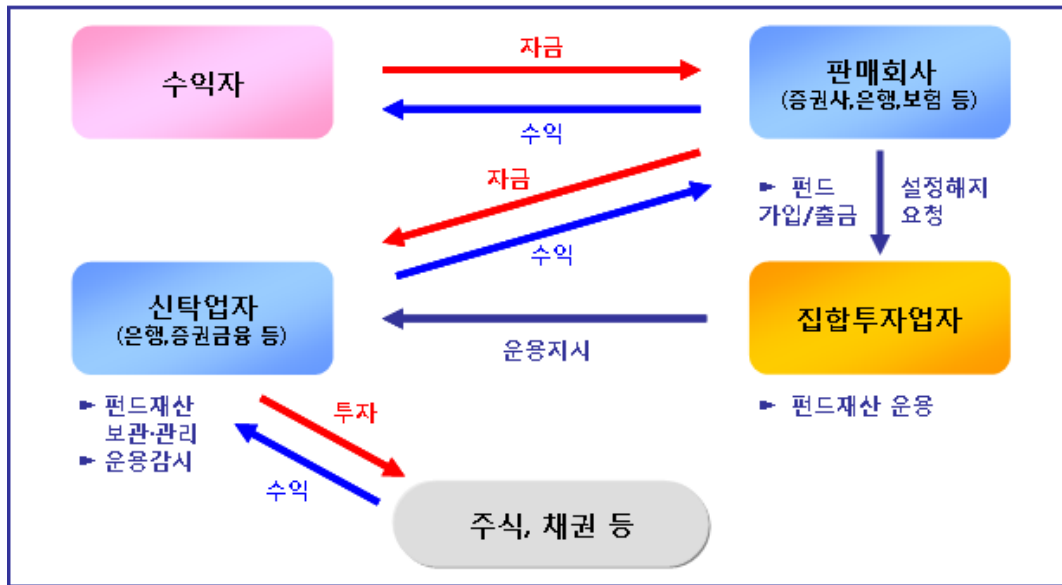 수익자
자금
수익
판매회사
(증권사,은행,보험 등)
자금
수익
► 펀드
가입/출금
설정해지
요청
신탁업자
(은행,증권금융 등)
운용지시
집합투자업자
► 펀드재산
보관·관리
► 운용감시
► 펀드재산 운용
투자
수익
주식, 채권 등